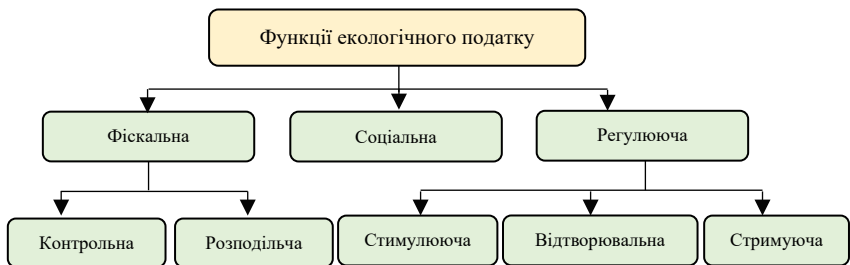 Функції екологічного податку
Фіскальна
Соціальна
Регулююча
Контрольна
Розподільча
Стимулююча
Відтворювальна
Стримуюча